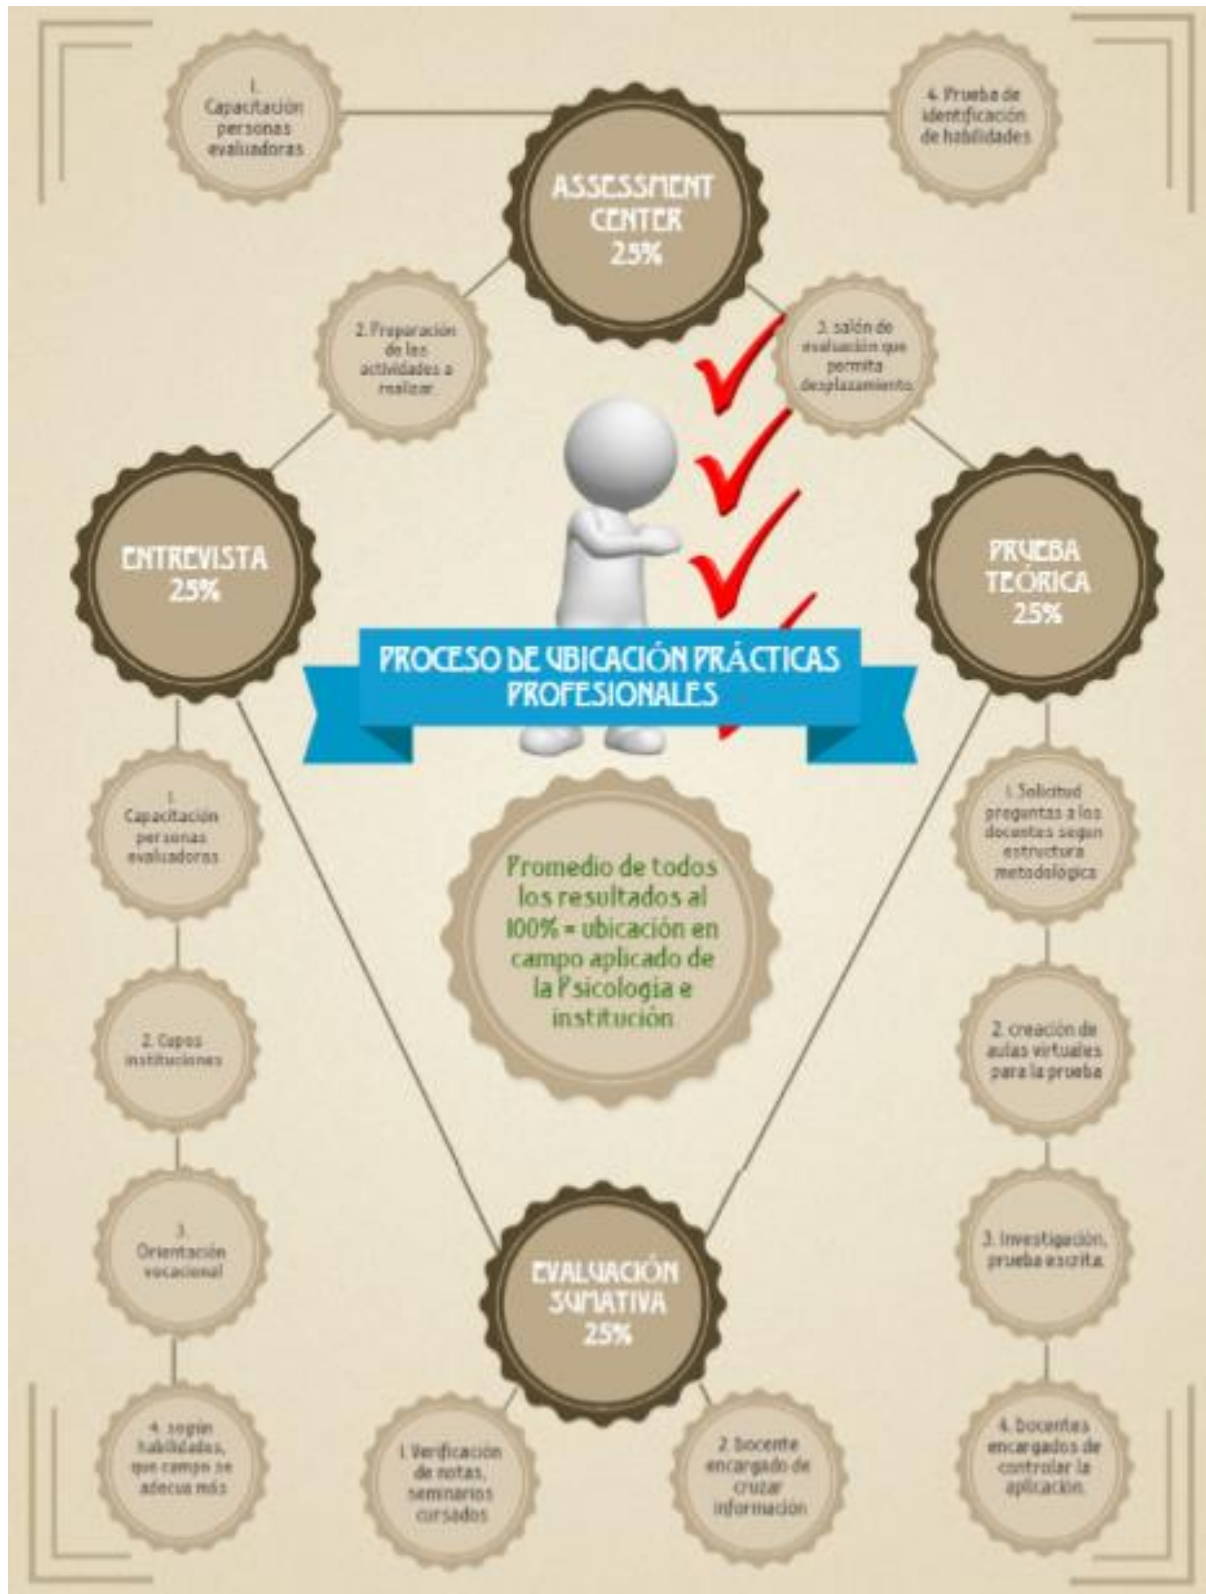 1.
Capacitación
personas
evaluadoras
4. Prueba de
identificación
de habilidades
ASSESSMENT
CENTER
25%
2. Preparación
de las
actividades a
realizar.
3. salón de
evaluación que
permita
desplazamiento.
ENTREVISTA
25%
PRUEBA
TEÓRICA
25%
PROCESO DE UBICACIÓN PRÁCTICAS
PROFESIONALES
1.
Capacitación
personas
evaluadoras
1. Solicitud
preguntas a los
docentes segun
estructura
metodológica
Promedio de todos
los resultados al
100% = ubicación en
campo aplicado de
la Psicologia e
institución
2. Cupos
instituciones
2. creación de
aulas virtuales
para la prueba
3.
Orientación
vocacional
3. Investigación,
prueba escrita.
EVALUACIÓN
SUMATIVA
25%
4. según
habilidades,
que campo se
adecua más
1. Verificación
de notas,
seminarios
cursados
2. Docente
encargado de
cruzar
información
4. Docentes
encargados de
controlar la
aplicación.